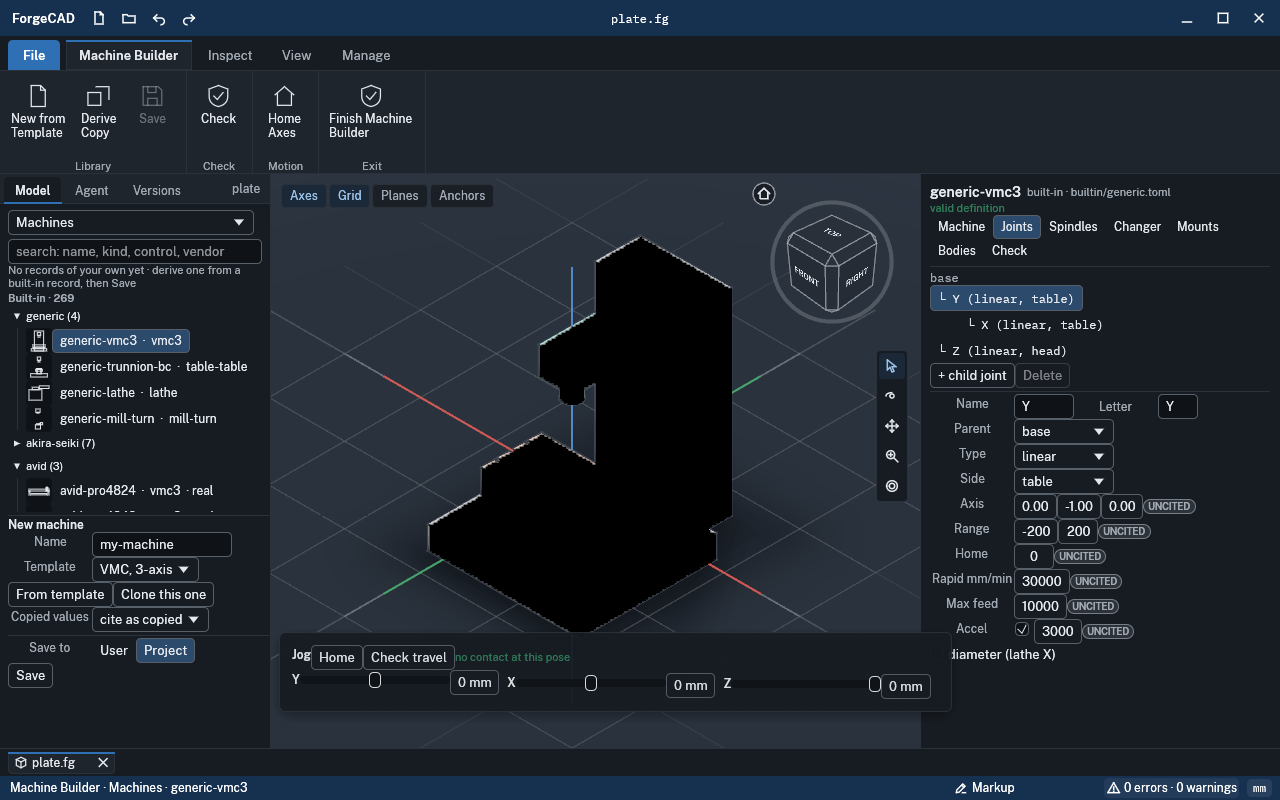 ForgeCAD
plate.fg
File
Machine Builder
Inspect
View
Manage
New from Template
Derive Copy
Save
Check
Home Axes
Finish Machine Builder
Library
Check
Motion
Exit
Model
Agent
Versions
plate
Machines
search: name, kind, control, vendor
No records of your own yet · derive one from a
built-in record, then Save
Built-in · 269
▾ generic (4)
generic-vmc3 · vmc3
generic-trunnion-bc · table-table
generic-lathe · lathe
generic-mill-turn · mill-turn
▸ akira-seiki (7)
▾ avid (3)
avid-pro4824 · vmc3 · real
New machine
Name
my-machine
Template
VMC, 3-axis
From template
Clone this one
Copied values
cite as copied
Save to
User
Project
Save
Axes
Grid
Planes
Anchors
TOP
FRONT
RIGHT
Jog
Home
Check travel
no contact at this pose
Y
0 mm
X
0 mm
Z
0 mm
generic-vmc3 built-in · builtin/generic.toml
valid definition
Machine
Joints
Spindles
Changer
Mounts
Bodies
Check
base
└ Y (linear, table)
└ X (linear, table)
└ Z (linear, head)
+ child joint
Delete
Name
Y
Letter
Y
Parent
base
Type
linear
Side
table
Axis
0.00
-1.00
0.00
UNCITED
Range
-200
200
UNCITED
Home
0
UNCITED
Rapid mm/min
30000
UNCITED
Max feed
10000
UNCITED
Accel
3000
UNCITED
diameter (lathe X)
plate.fg
Machine Builder · Machines · generic-vmc3
Markup
0 errors · 0 warnings
mm